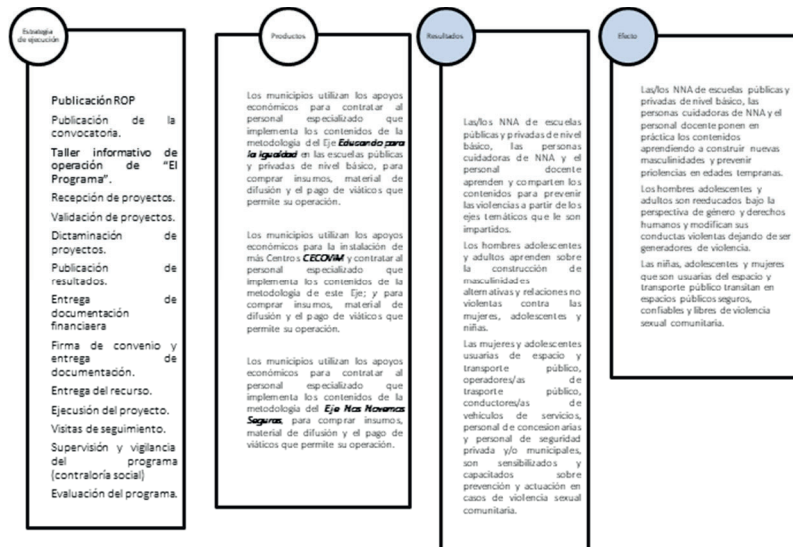 Estrategia
de ejecución
Publicación ROP
Publicación de la
convocatoria.
Taller informativo de
operación de “El
Programa”.
Recepción de proyectos.
Validación de proyectos.
Dictaminación de
proyectos.
Publicación de
resultados.
Entrega de
documentación
financiaera
Firma de convenio y
entrega de
documentación.
Entrega del recurso.
Ejecusión del proyecto.
Visitas de seguimiento.
Supervisión y vigilancia
del programa
(contraloría social)
Evaluación del programa.
Productos
Los municipios utilizan los apoyos
económicos para contratar al
personal especializado que
implementa los contenidos de la
metodología del Eje Educando para
la igualdad en las escuelas públicas
y privadas de nivel básico, para
comprar insumos, material de
difusión y el pago de viáticos que
permite su operación.
Los municipios utilizan los apoyos
económicos para la instalación de
más Centros CECOVIM y contratar al
personal especializado que
implementa los contenidos de la
metodología de este Eje; y para
comprar insumos, material de
difusión y el pago de viáticos que
permite su operación.
Los municipios utilizan los apoyos
económicos para contratar al
personal especializado que
implementa los contenidos de la
metodología del Eje Nos Movemos
Seguras, para comprar insumos,
material de difusión y el pago de
viáticos que permite su operación.
Resultados
Las/los NNA de escuelas
públicas y privadas de nivel
básico, las personas
cuidadoras de NNA y el
personal docente
aprenden y comparten los
contenidos para prevenir
las violencias a partir de los
ejes temáticos que le son
impartidos.
Los hombres adolescentes
y adultos aprenden sobre
la construcción de
masculinidades
alternativas y relaciones no
violentas contra las
mujeres, adolescentes y
niñas.
Las mujeres y adolescentes
usuarias de espacio y
transporte público,
operadores/as de
trasporte público,
conductores/as de
vehículos de servicios,
personal de concesionarias
y personal de seguridad
privada y/o municipales,
son sensibilizados y
capacitados sobre
prevención y actuación en
casos de violencia sexual
comunitaria.
Efecto
Las/los NNA de escuelas públicas y
privadas de nivel básico, las
personas cuidadoras de NNA y el
personal docente ponen en
práctica los contenidos
aprendiendo a construir nuevas
masculinidades y prevenir
priolencias en edades tempranas.
Los hombres adolescentes y
adultos son reeducados bajo la
perspectiva de género y derechos
humanos y modifican sus
conductas violentas dejando de ser
generadores de violencia.
Las niñas, adolescentes y mujeres
que son usuarias del espacio y
transporte público transitan en
espacios públicos seguros,
confiables y libres de violencia
sexual comunitaria.